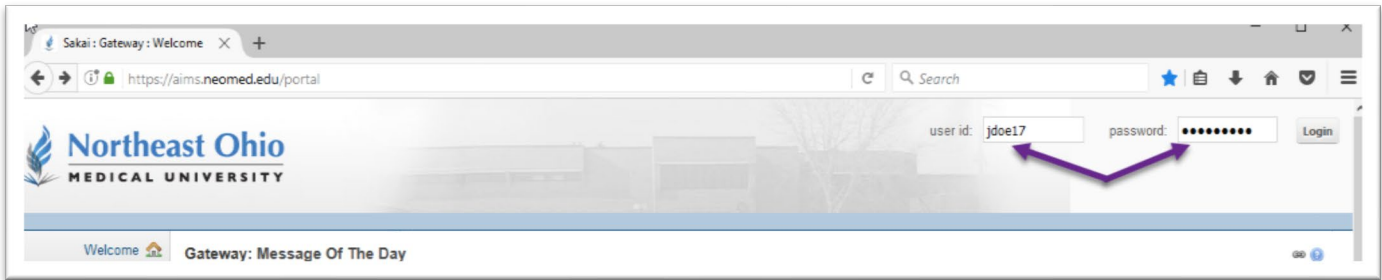 Sakai : Gateway : Welcome
https://aims.neomed.edu/portal
Search
Northeast Ohio
MEDICAL UNIVERSITY
user id: jdoe17 password: ••••••••• Login
Welcome Gateway: Message Of The Day